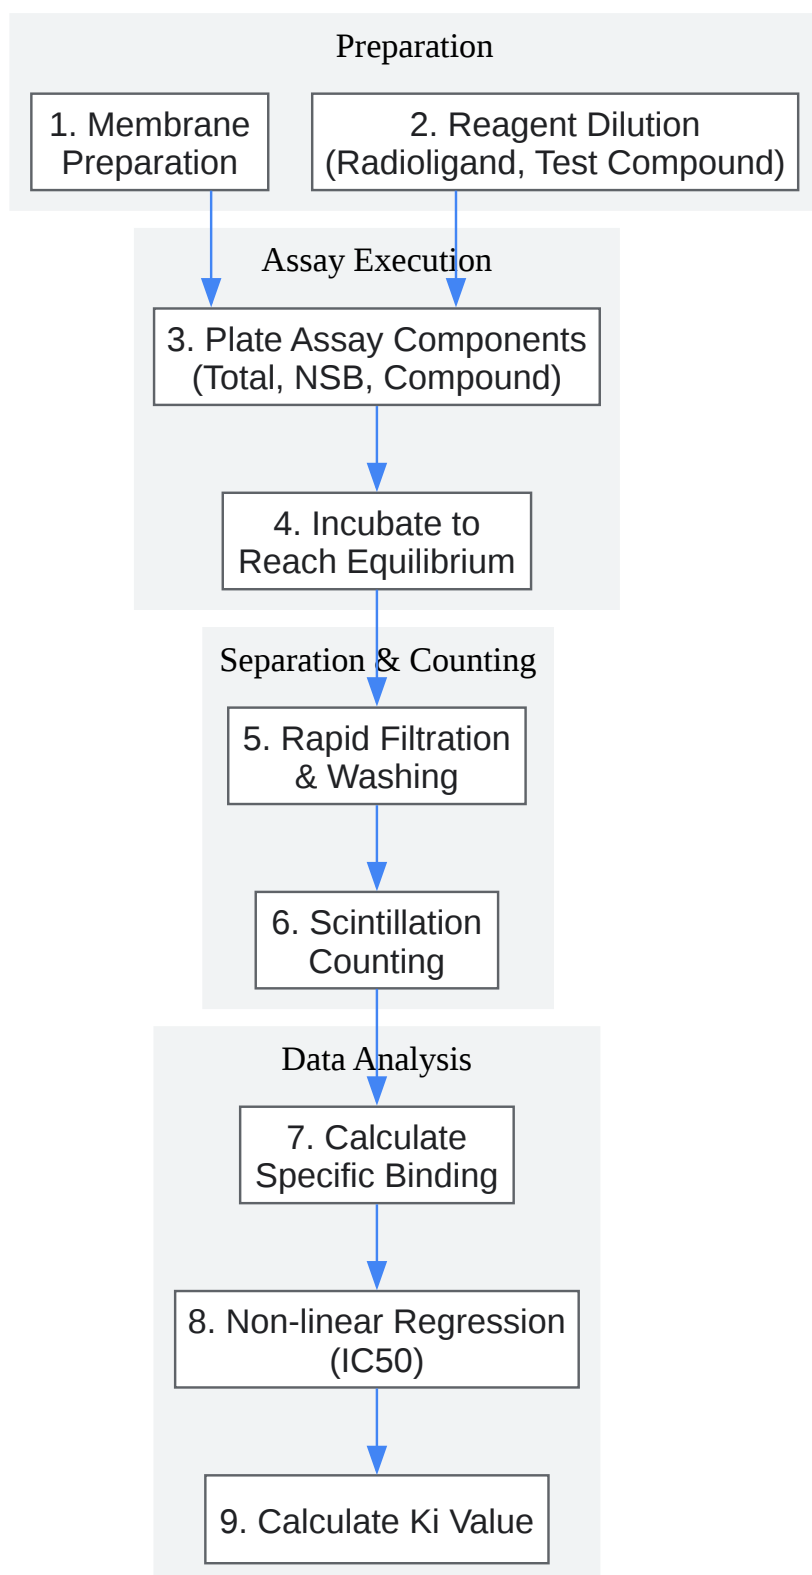 Preparation
1. Membrane
Preparation
2. Reagent Dilution
(Radioligand, Test Compound)
Assay Execution
3. Plate Assay Components
(Total, NSB, Compound)
4. Incubate to
Reach Equilibrium
Separation & Counting
5. Rapid Filtration
& Washing
6. Scintillation
Counting
Data Analysis
7. Calculate
Specific Binding
8. Non-linear Regression
(IC50)
9. Calculate Ki Value